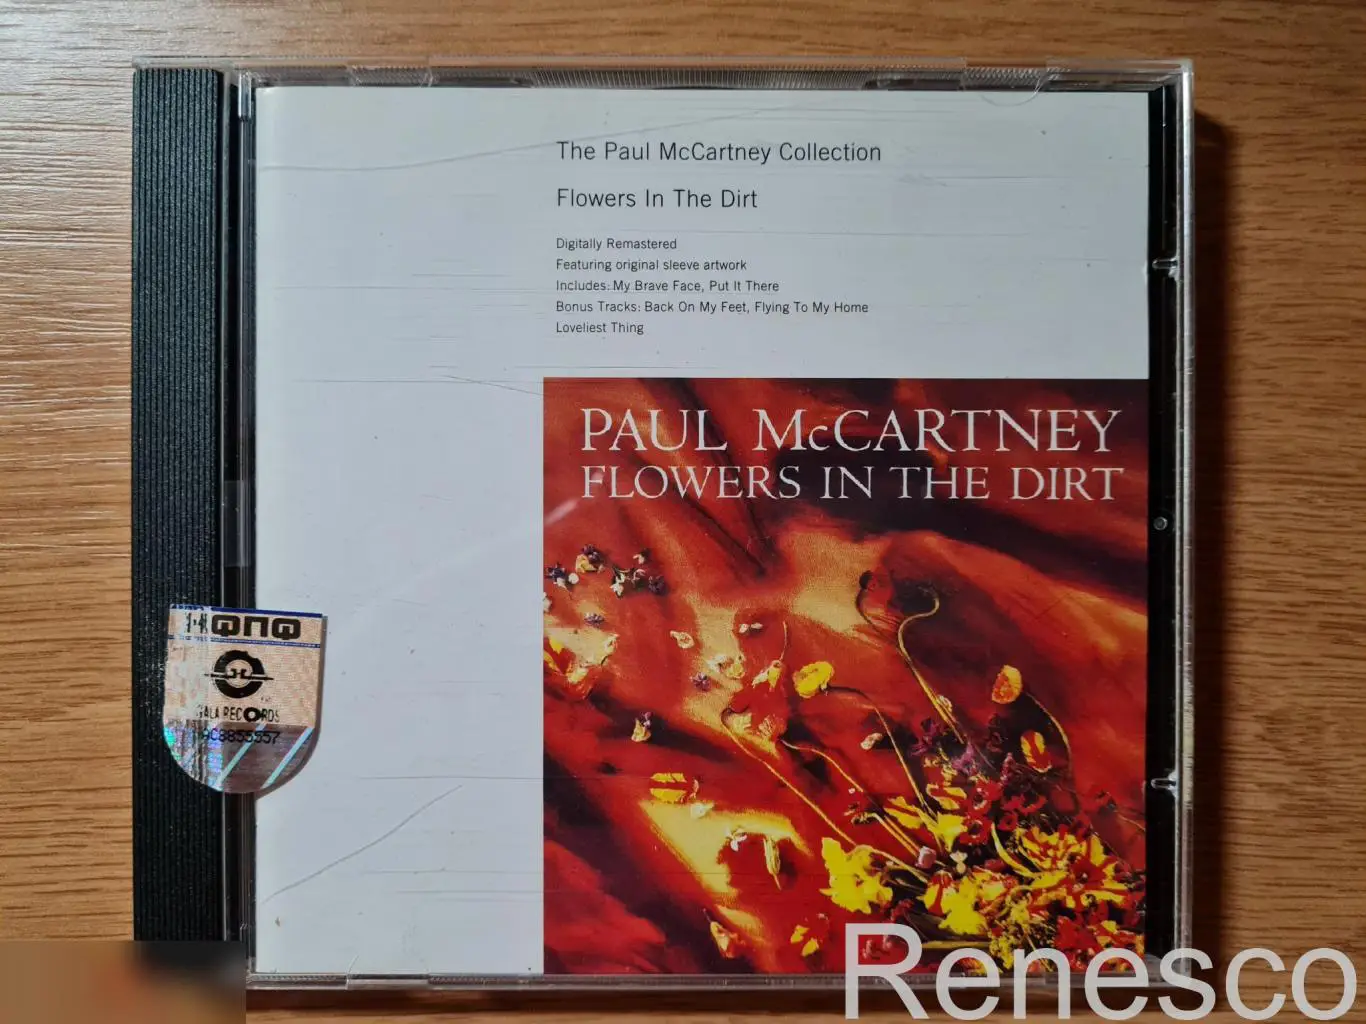 The Paul McCartney Collection
Flowers In The Dirt
Digitally Remastered
Featuring original sleeve artwork
Includes: My Brave Face, Put It There
Bonus Tracks: Back On My Feet, Flying To My Home
Loveliest Thing
PAUL McCARTNEY
FLOWERS IN THE DIRT
GALA RECORDS
Renesco